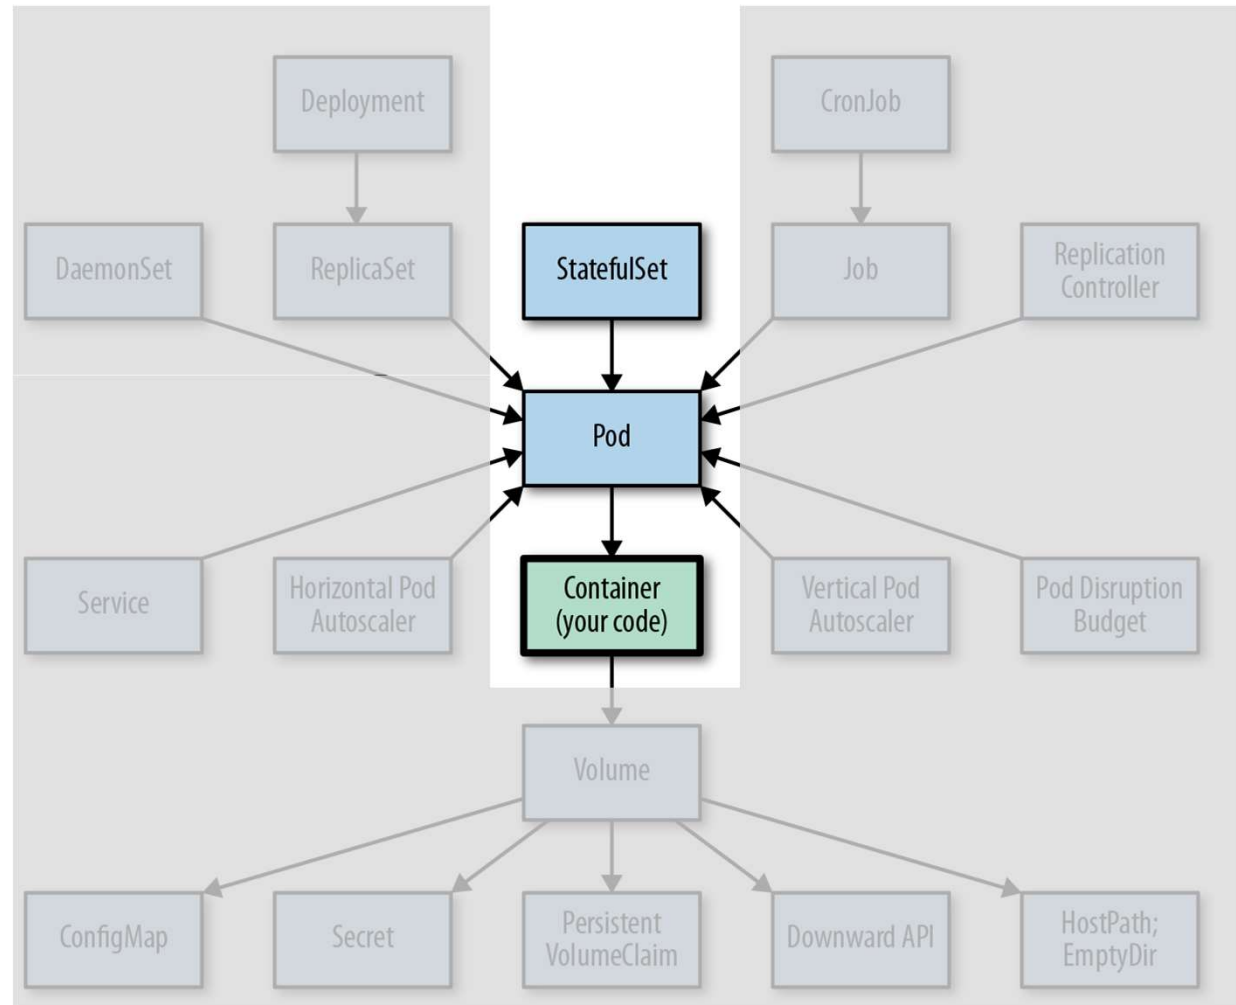 Deployment
CronJob
DaemonSet
ReplicaSet
StatefulSet
Job
Replication
Controller
Pod
Service
Horizontal Pod
Autoscaler
Container
(your code)
Vertical Pod
Autoscaler
Pod Disruption
Budget
Volume
ConfigMap
Secret
Persistent
VolumeClaim
Downward API
HostPath;
EmptyDir